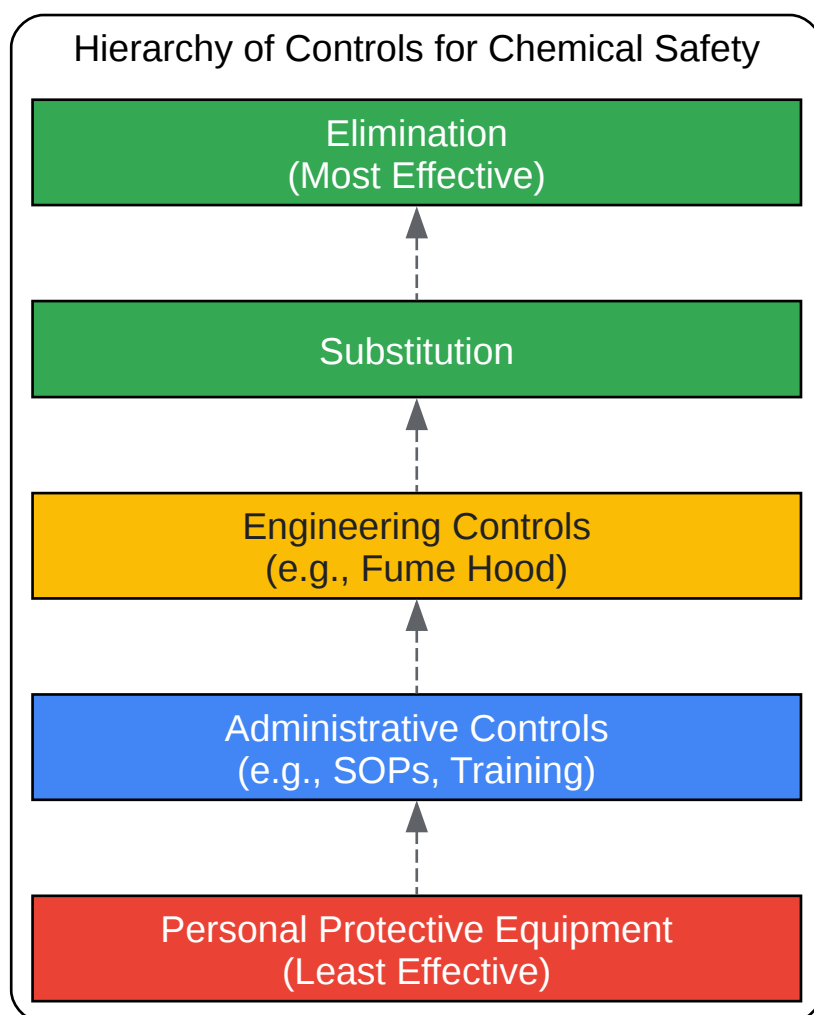 Hierarchy of Controls for Chemical Safety
Elimination
(Most Effective)
Substitution
Engineering Controls
(e.g., Fume Hood)
Administrative Controls
(e.g., SOPs, Training)
Personal Protective Equipment
(Least Effective)